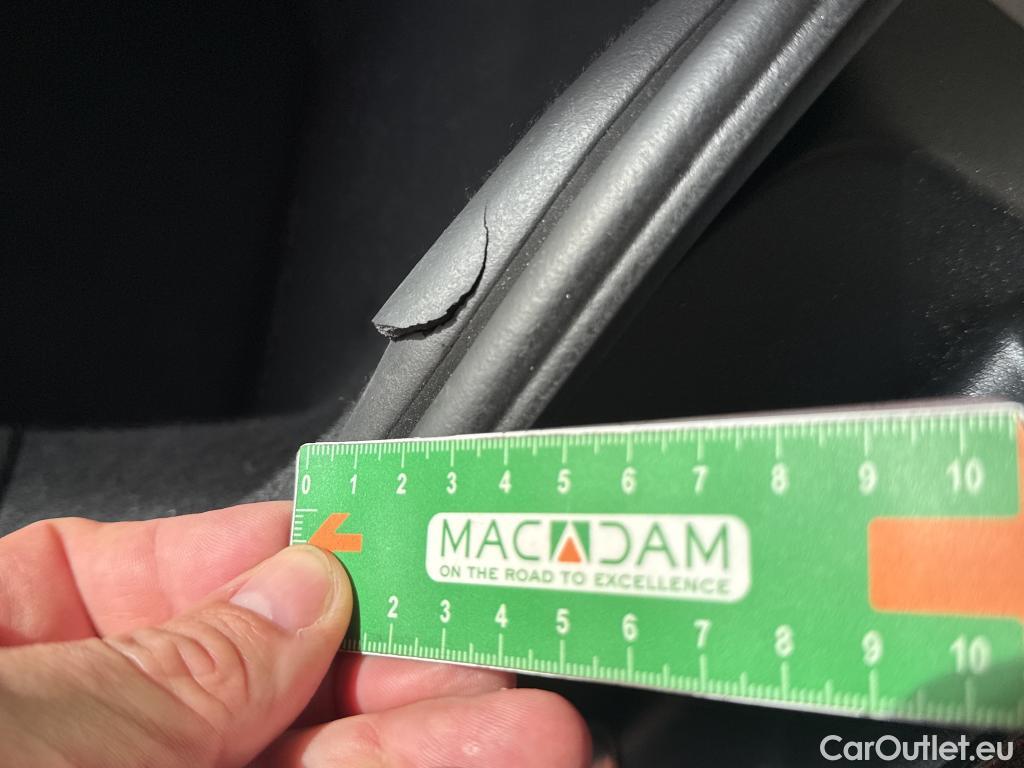 0 1 2 3 4 5 6 7 8 9 10
MACADAM
ON THE ROAD TO EXCELLENCE
2 3 4 5 6 7 8 9 10
CarOutlet.eu